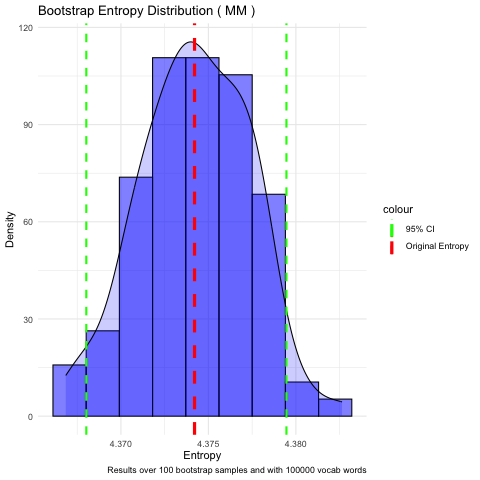 Bootstrap Entropy Distribution ( MM )
120
90
60
30
0
Density
4.370 4.375 4.380
Entropy
Results over 100 bootstrap samples and with 100000 vocab words
colour
95% CI
Original Entropy